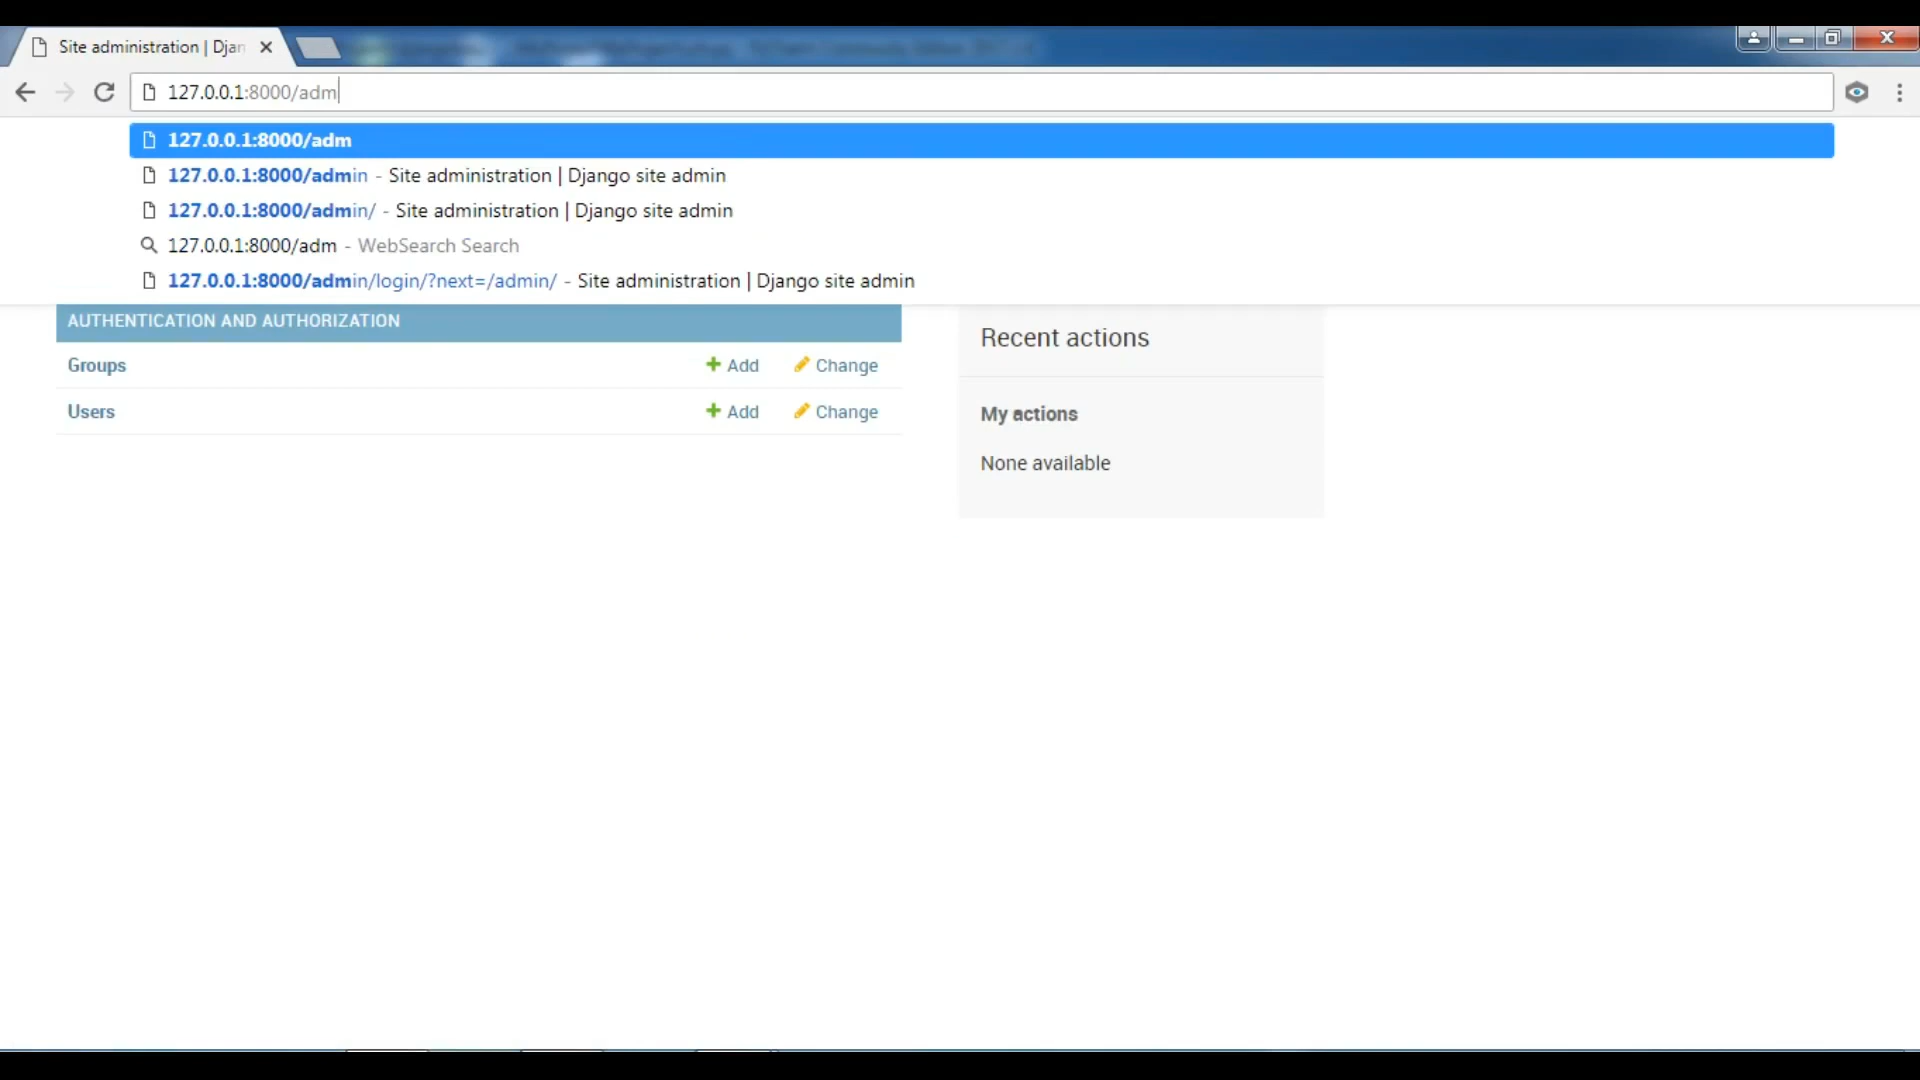 Site administration | Djan
127.0.0.1:8000/adm
127.0.0.1:8000/adm
127.0.0.1:8000/admin - Site administration | Django site admin
127.0.0.1:8000/admin/ - Site administration | Django site admin
127.0.0.1:8000/adm - WebSearch Search
127.0.0.1:8000/admin/login/?next=/admin/ - Site administration | Django site admin
AUTHENTICATION AND AUTHORIZATION
Groups Add Change
Users Add Change
Recent actions
My actions
None available